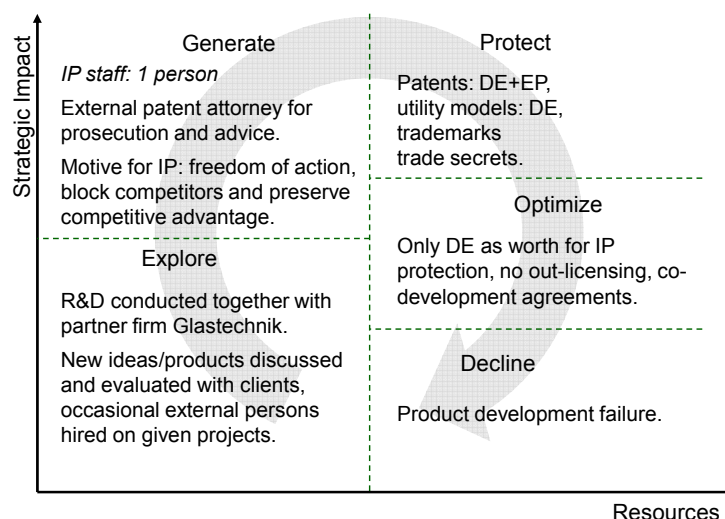 Strategic Impact
Generate
IP staff: 1 person
External patent attorney for
prosecution and advice.
Motive for IP: freedom of action,
block competitors and preserve
competitive advantage.
Protect
Patents: DE+EP,
utility models: DE,
trademarks
trade secrets.
Explore
R&D conducted together with
partner firm Glastechnik.
New ideas/products discussed
and evaluated with clients,
occasional external persons
hired on given projects.
Optimize
Only DE as worth for IP
protection, no out-licensing, co-
development agreements.
Decline
Product development failure.
Resources